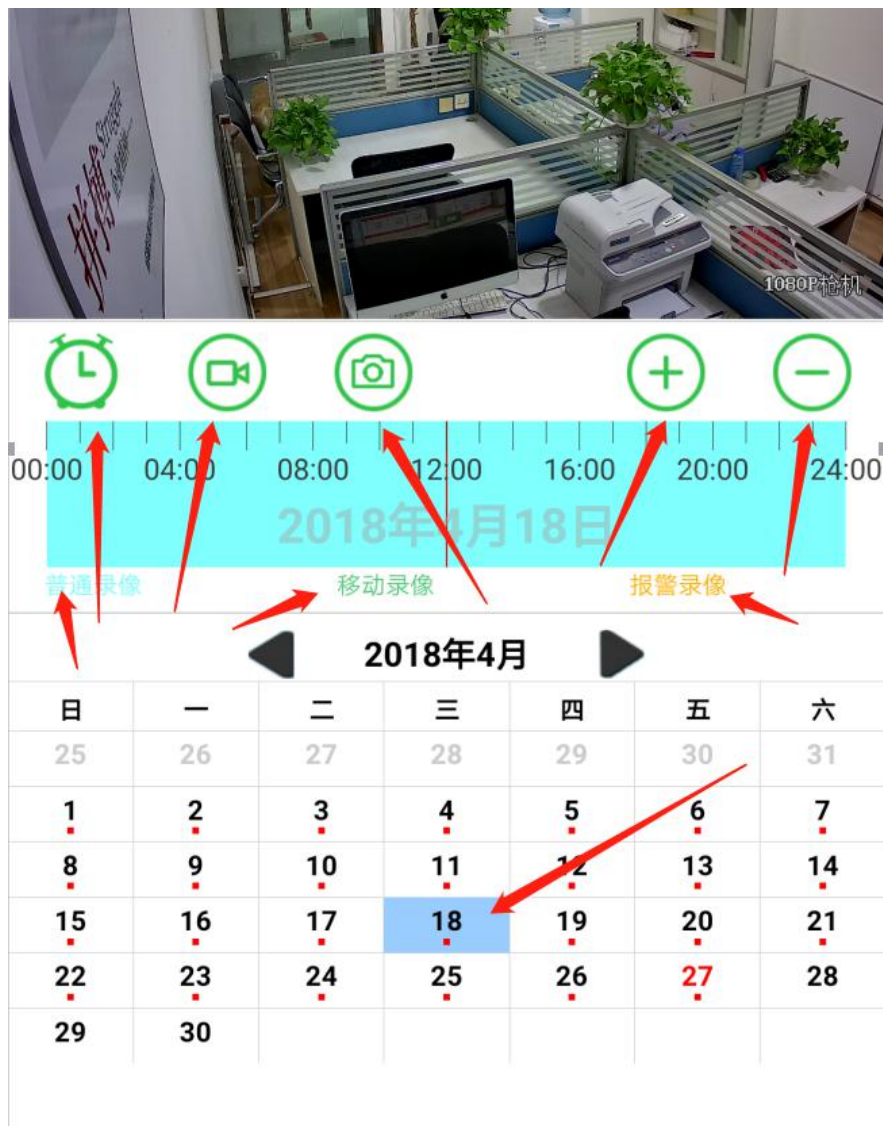 拼搏 Struggle
1080P枪机
00:00 04:00 08:00 12:00 16:00 20:00 24:00
2018年4月18日
普通录像 移动录像 报警录像
2018年4月
日 一 二 三 四 五 六
25 26 27 28 29 30 31
1 2 3 4 5 6 7
8 9 10 11 12 13 14
15 16 17 18 19 20 21
22 23 24 25 26 27 28
29 30